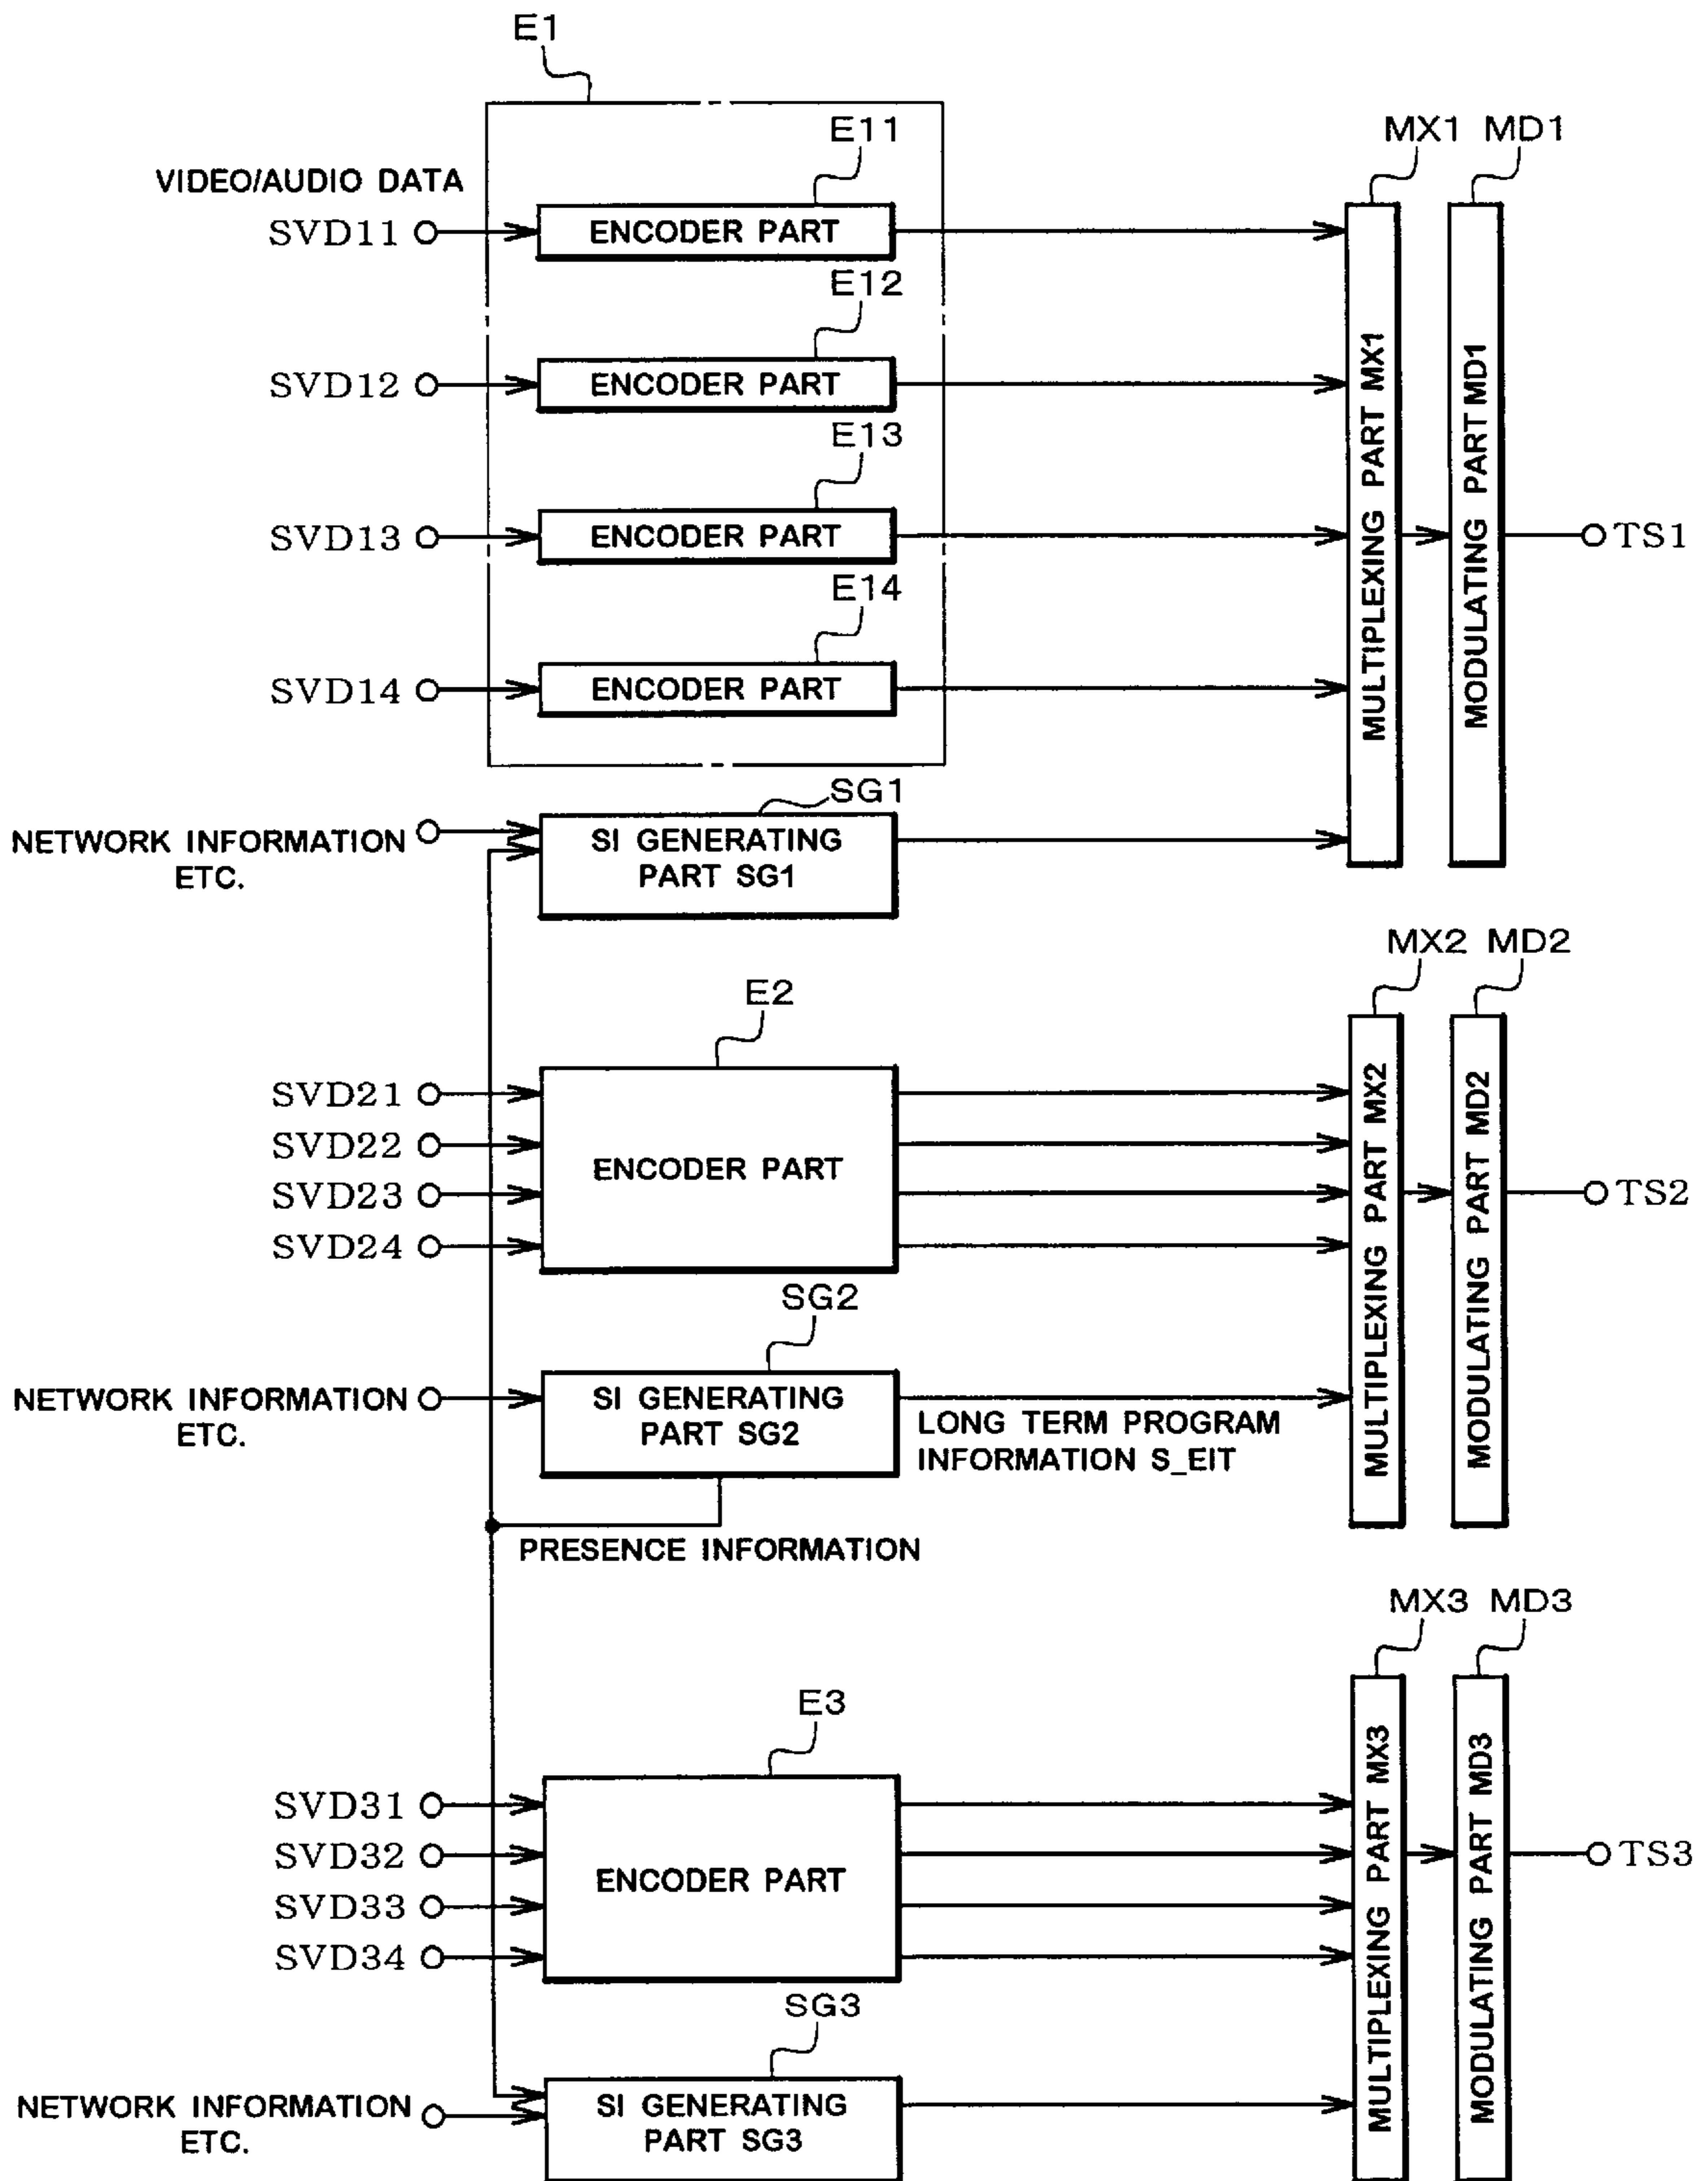 E1
E11
MX1 MD1
VIDEO/AUDIO DATA
SVD11
ENCODER PART
E12
SVD12
ENCODER PART
E13
SVD13
ENCODER PART
E14
SVD14
ENCODER PART
MULTIPLEXING PART MX1
MODULATING PART MD1
TS1
SG1
NETWORK INFORMATION
ETC.
SI GENERATING
PART SG1
MX2 MD2
E2
SVD21
SVD22
SVD23
SVD24
ENCODER PART
MULTIPLEXING PART MX2
MODULATING PART MD2
TS2
SG2
NETWORK INFORMATION
ETC.
SI GENERATING
PART SG2
LONG TERM PROGRAM
INFORMATION S_EIT
PRESENCE INFORMATION
MX3 MD3
E3
SVD31
SVD32
SVD33
SVD34
ENCODER PART
MULTIPLEXING PART MX3
MODULATING PART MD3
TS3
SG3
NETWORK INFORMATION
ETC.
SI GENERATING
PART SG3